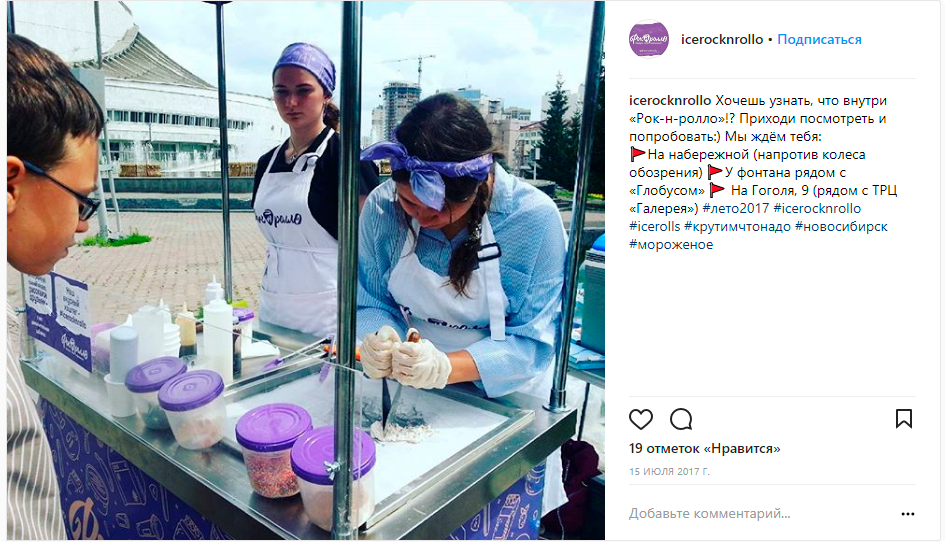 icerocknrollo • Подписаться
icerocknrollo Хочешь узнать, что внутри
«Рок-н-ролло»!? Приходи посмотреть и
попробовать:) Мы ждём тебя:
🚩На набережной (напротив колеса
обозрения) 🚩У фонтана рядом с
«Глобусом» 🚩 На Гоголя, 9 (рядом с ТРЦ
«Галерея») #лето2017 #icerocknrollo
#icerolls #крутимчтонадо #новосибирск
#мороженое
19 отметок «Нравится»
15 ИЮЛЯ 2017 Г.
Добавьте комментарий...
Наш
#icerocknrollo